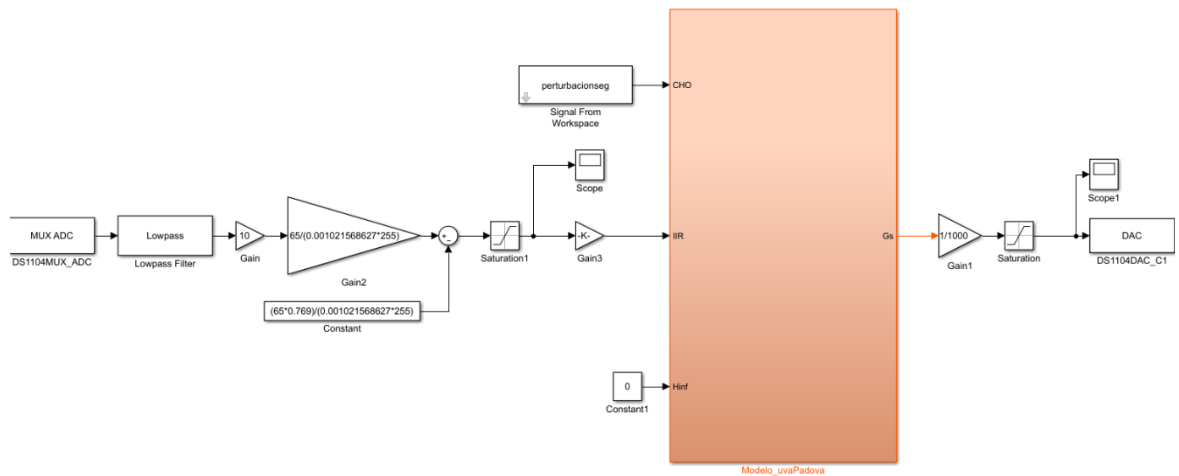 perturbacionseg
Signal From
Workspace
CHO
Scope
Scope1
MUX ADC
DS1104MUX_ADC
Lowpass
Lowpass Filter
10
Gain
65/(0.001021568627*255)
Gain2
Saturation1
-K-
Gain3
IIR
Gs
1/1000
Gain1
Saturation
DAC
DS1104DAC_C1
(65*0.769)/(0.001021568627*255)
Constant
0
Constant1
Hinf
Modelo_uvaPadova